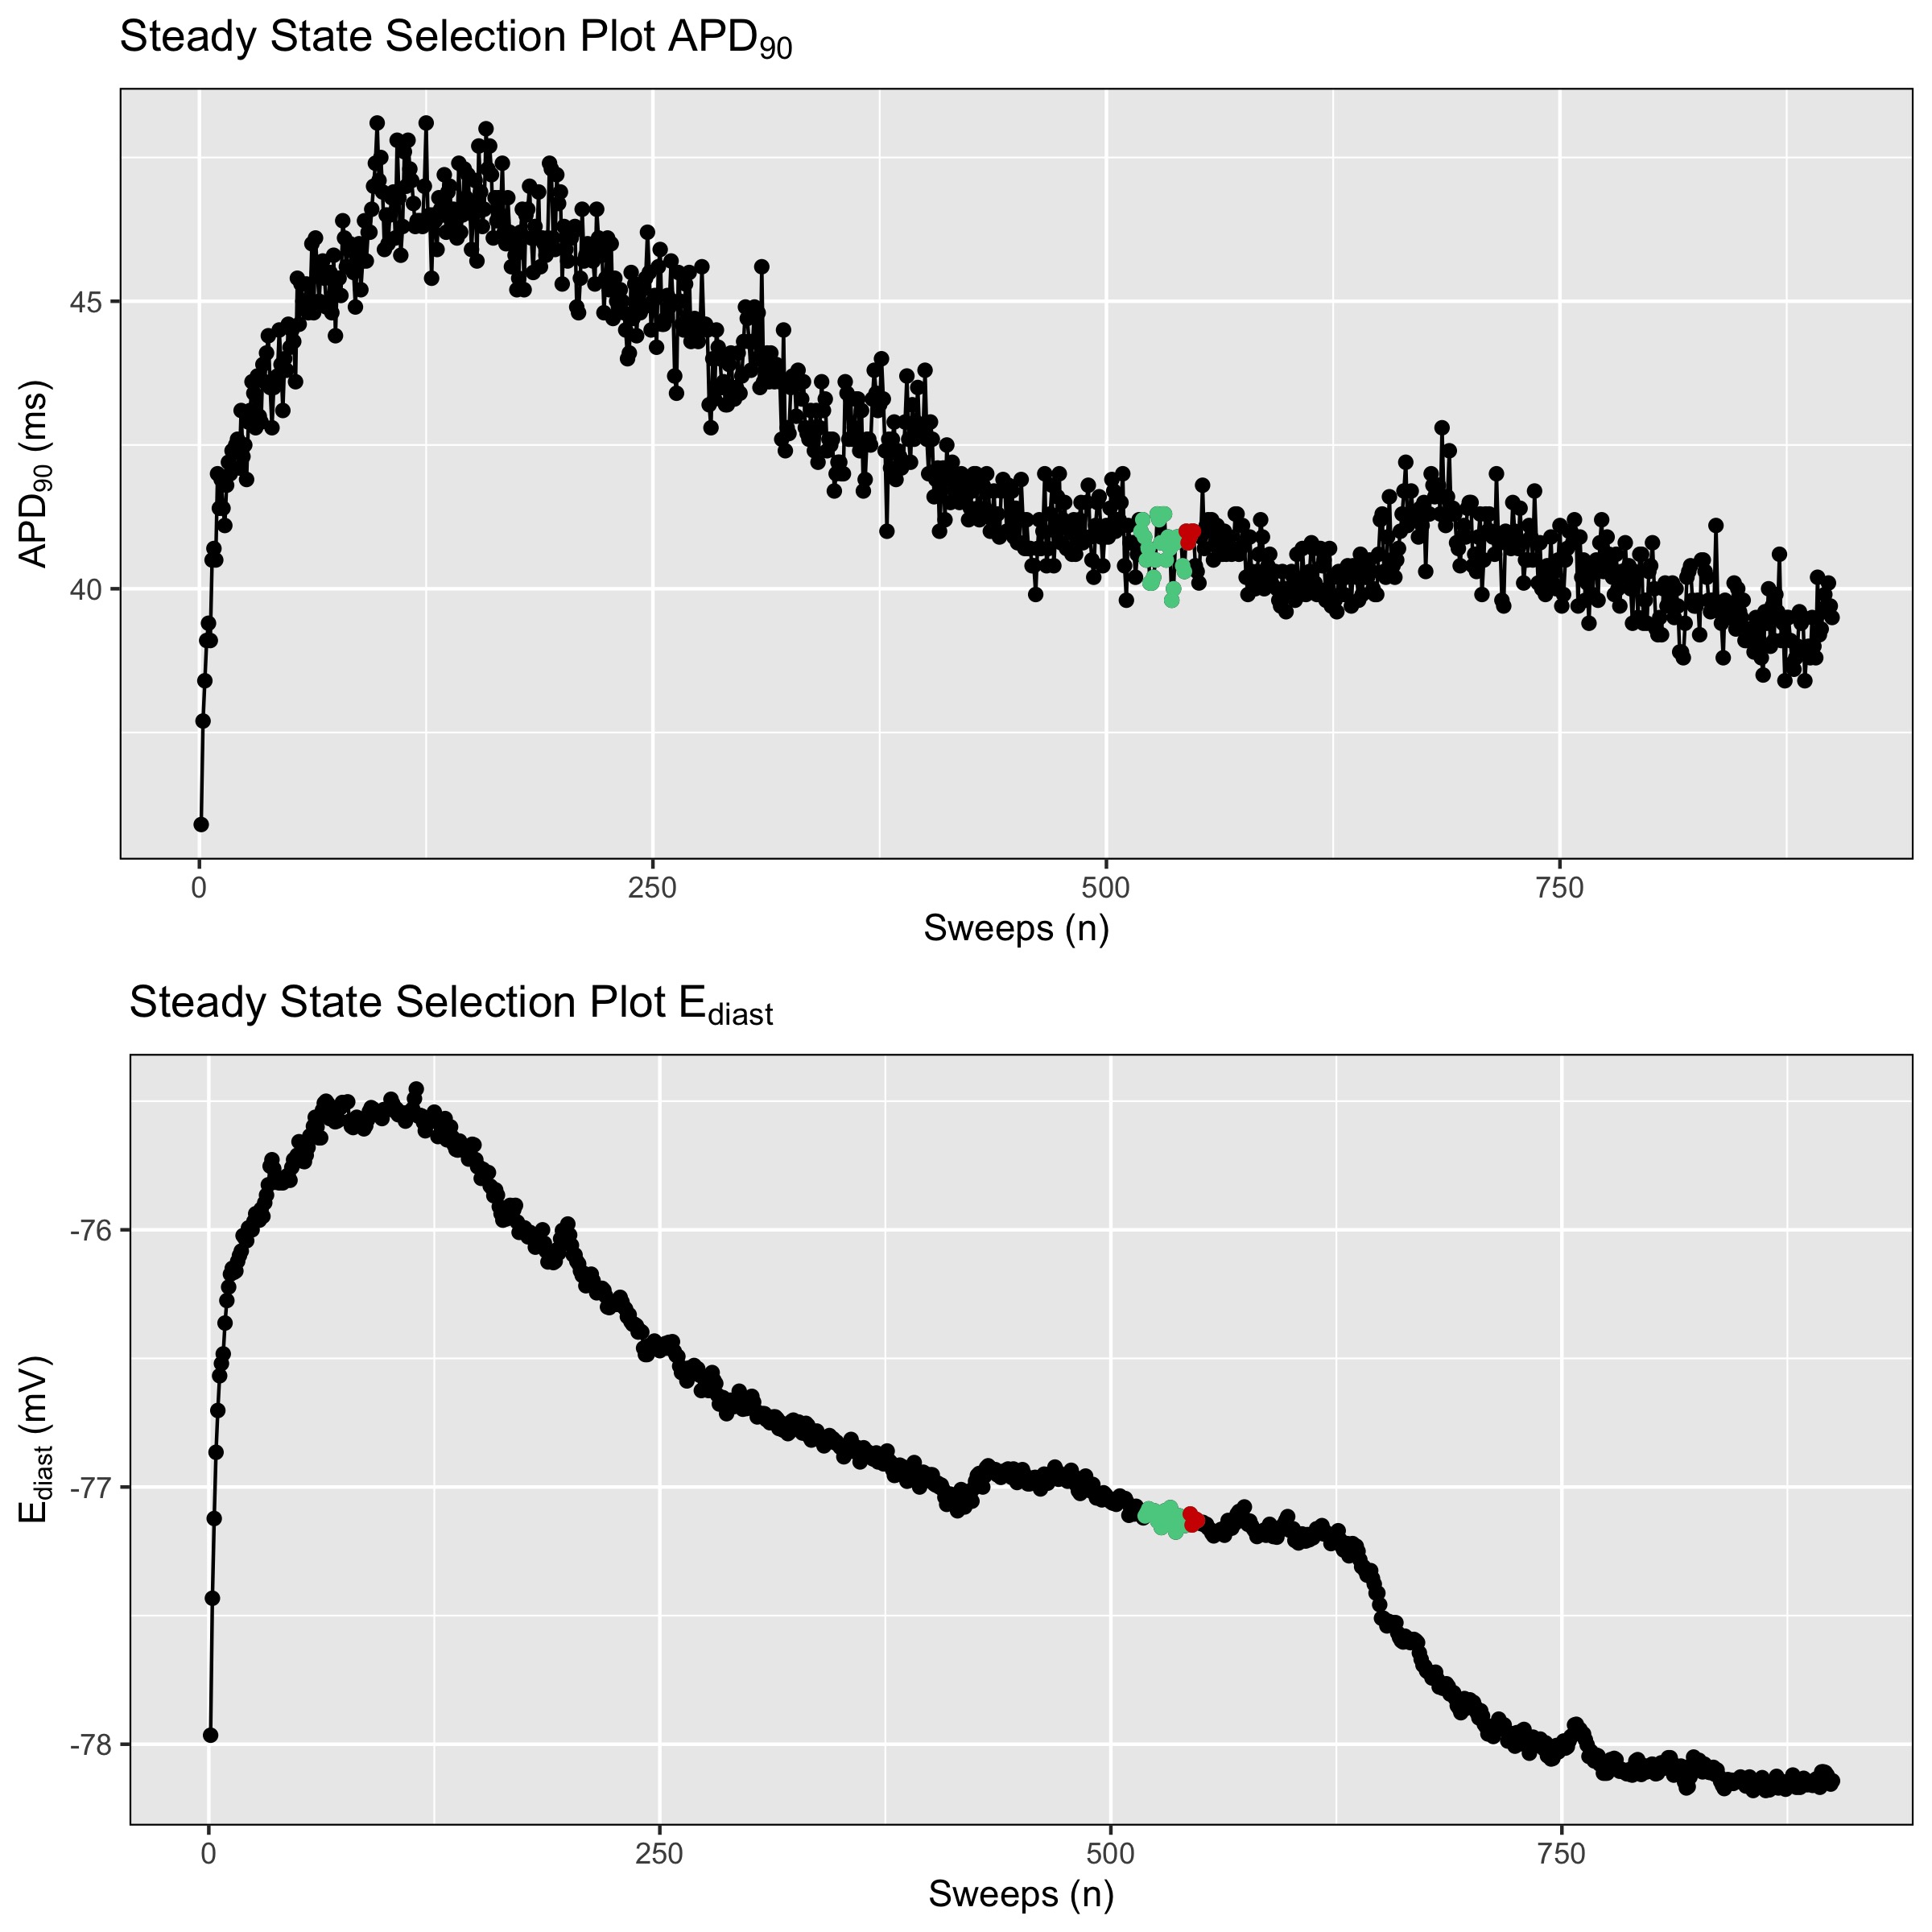 Steady State Selection Plot APD90
45
40
APD90 (ms)
0 250 500 750
Sweeps (n)
Steady State Selection Plot Ediast
-76
-77
-78
Ediast (mV)
0 250 500 750
Sweeps (n)